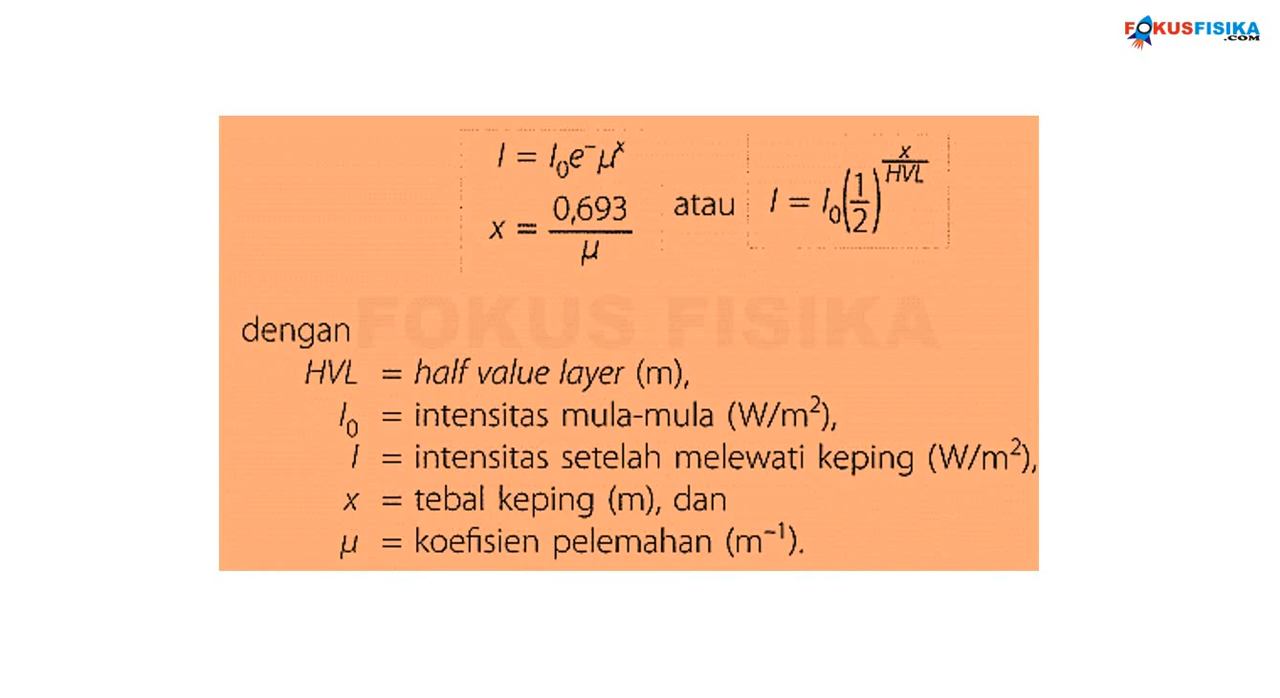 FOKUSFISIKA
.COM
I = I₀e⁻μˣ
x = 0,693/μ
atau
I = I₀(1/2)^(x/HVL)
FOKUS FISIKA
dengan
HVL = half value layer (m),
I₀ = intensitas mula-mula (W/m²),
I = intensitas setelah melewati keping (W/m²),
x = tebal keping (m), dan
μ = koefisien pelemahan (m⁻¹).